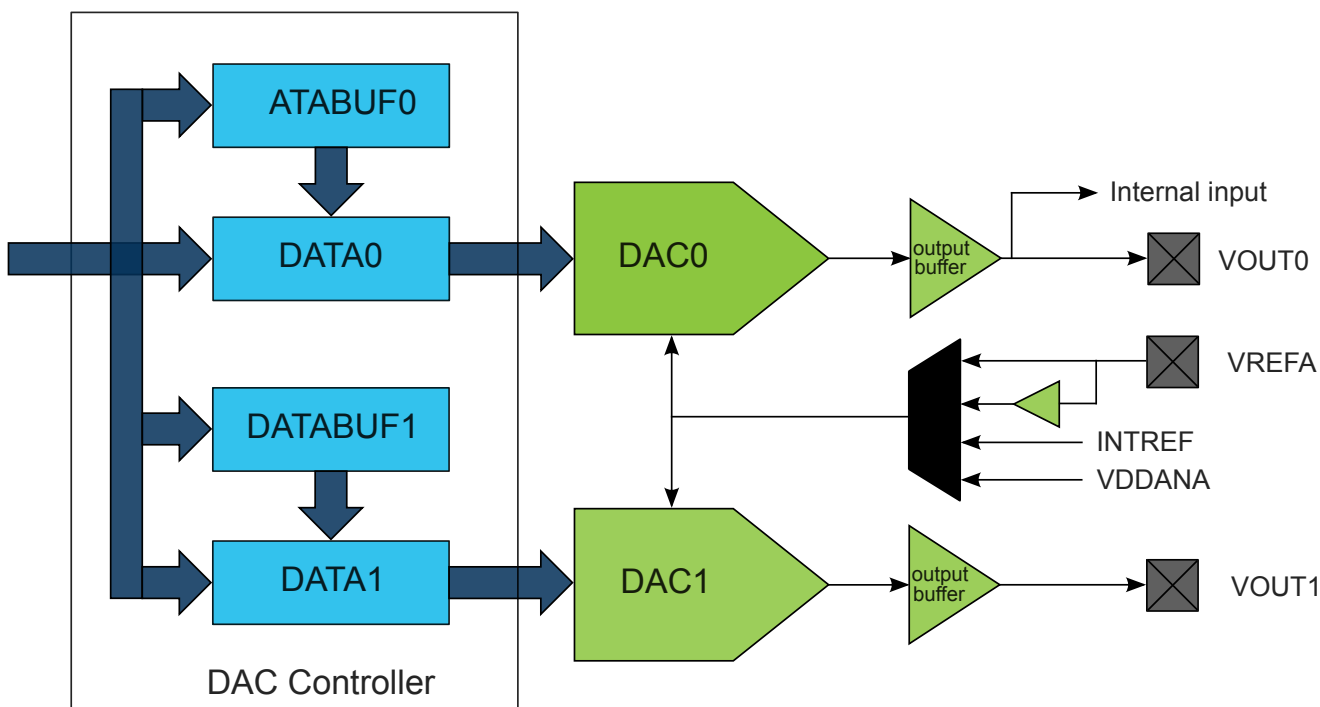 ATABUF0
DATA0
DAC0
output
buffer
Internal input
VOUT0
VREFA
INTREF
VDDANA
DATABUF1
DATA1
DAC1
output
buffer
VOUT1
DAC Controller